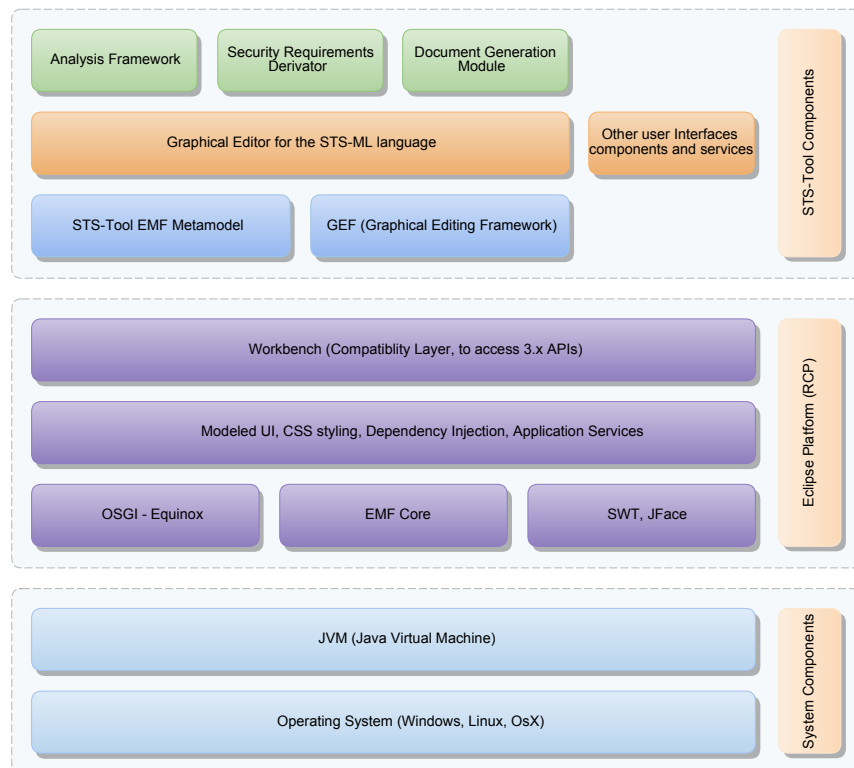 Analysis Framework
Security Requirements
Derivator
Document Generation
Module
Graphical Editor for the STS-ML language
Other user Interfaces
components and services
STS-Tool EMF Metamodel
GEF (Graphical Editing Framework)
STS-Tool Components
Workbench (Compatiblity Layer, to access 3.x APIs)
Modeled UI, CSS styling, Dependency Injection, Application Services
OSGI - Equinox
EMF Core
SWT, JFace
Eclipse Platform (RCP)
JVM (Java Virtual Machine)
Operating System (Windows, Linux, OsX)
System Components